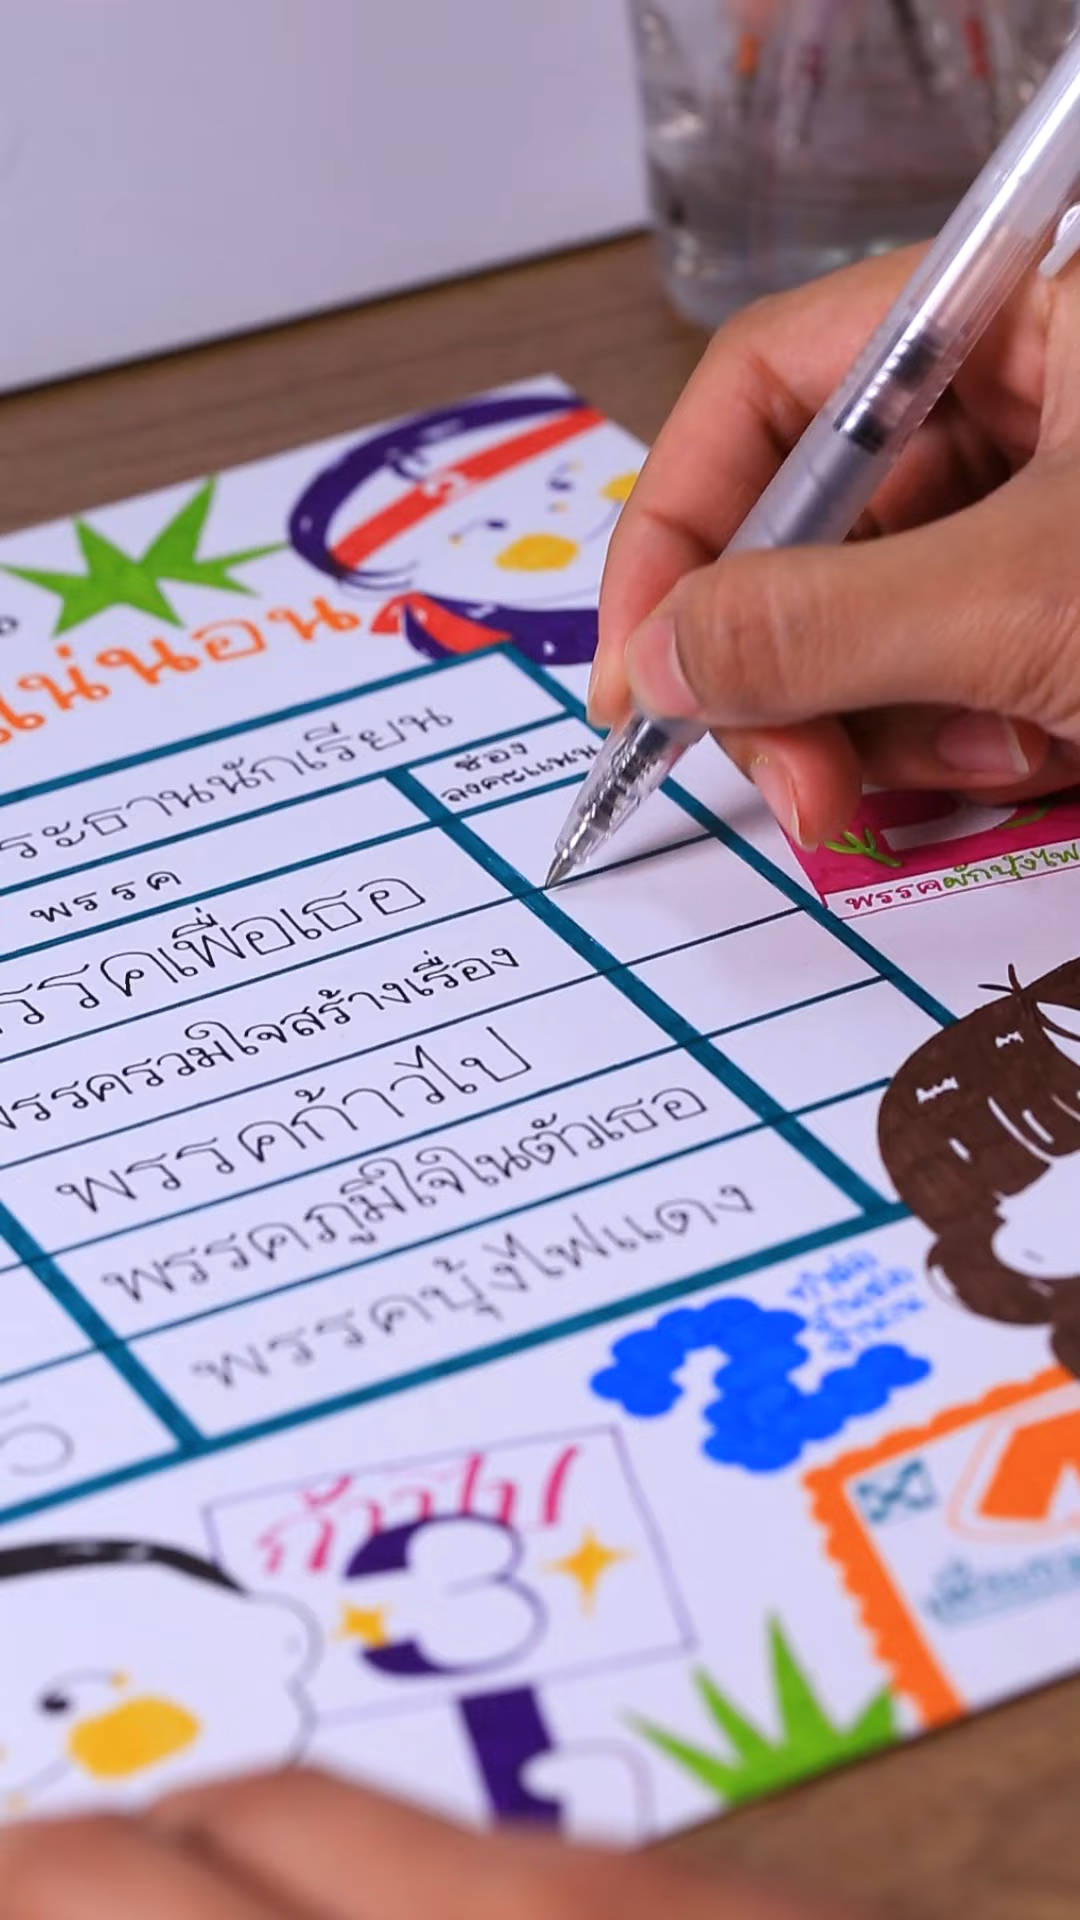 แน่นอน
ระธานนักเรียน
พรรค
ช่อง
ลงคะแนน
รรคเพื่อเธอ
พรรครวมใจสร้างเรื่อง
พรรคก้าวไป
พรรคภูมิใจในตัวเธอ
พรรคบุ้งไฟแดง
5
พรรคผักบุ้งไฟ
2
ก้าวไป
3